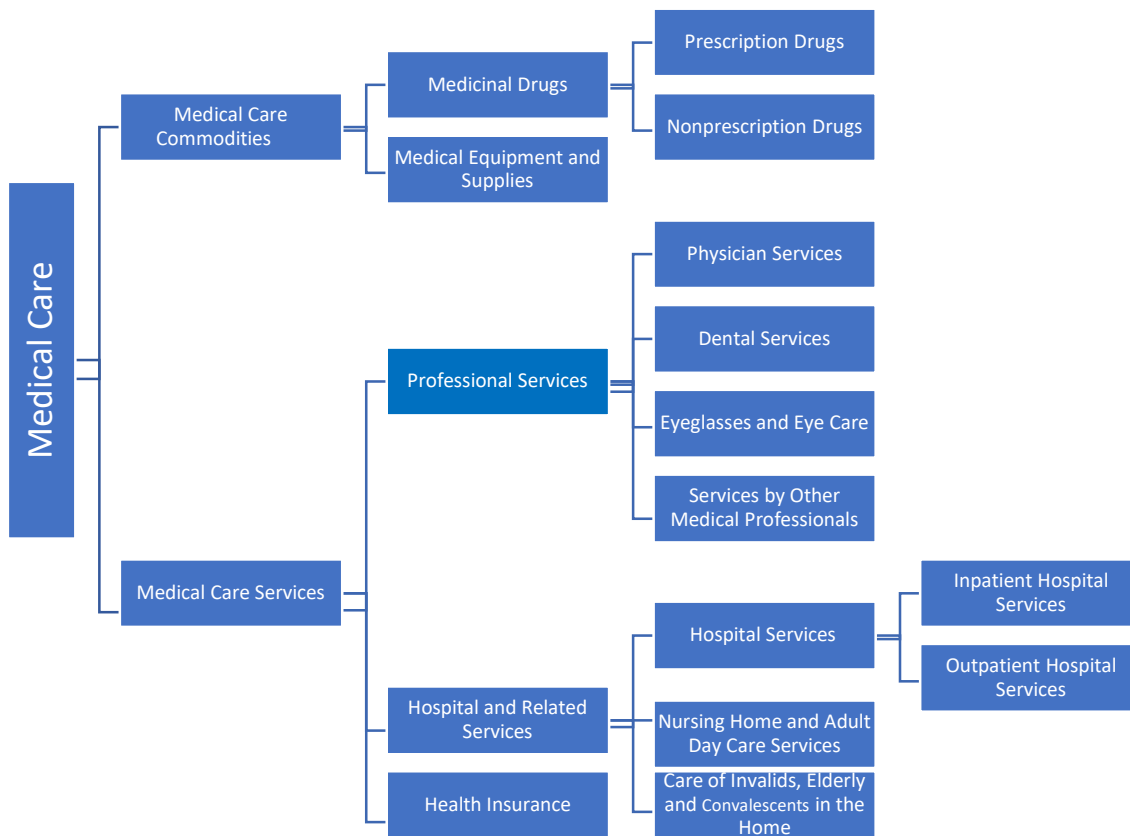 Medical Care
Medical Care
Commodities
Medicinal Drugs
Prescription Drugs
Nonprescription Drugs
Medical Equipment and
Supplies
Medical Care Services
Professional Services
Physician Services
Dental Services
Eyeglasses and Eye Care
Services by Other
Medical Professionals
Hospital and Related
Services
Hospital Services
Inpatient Hospital
Services
Outpatient Hospital
Services
Nursing Home and Adult
Day Care Services
Care of Invalids, Elderly
and Convalescents in the
Home
Health Insurance